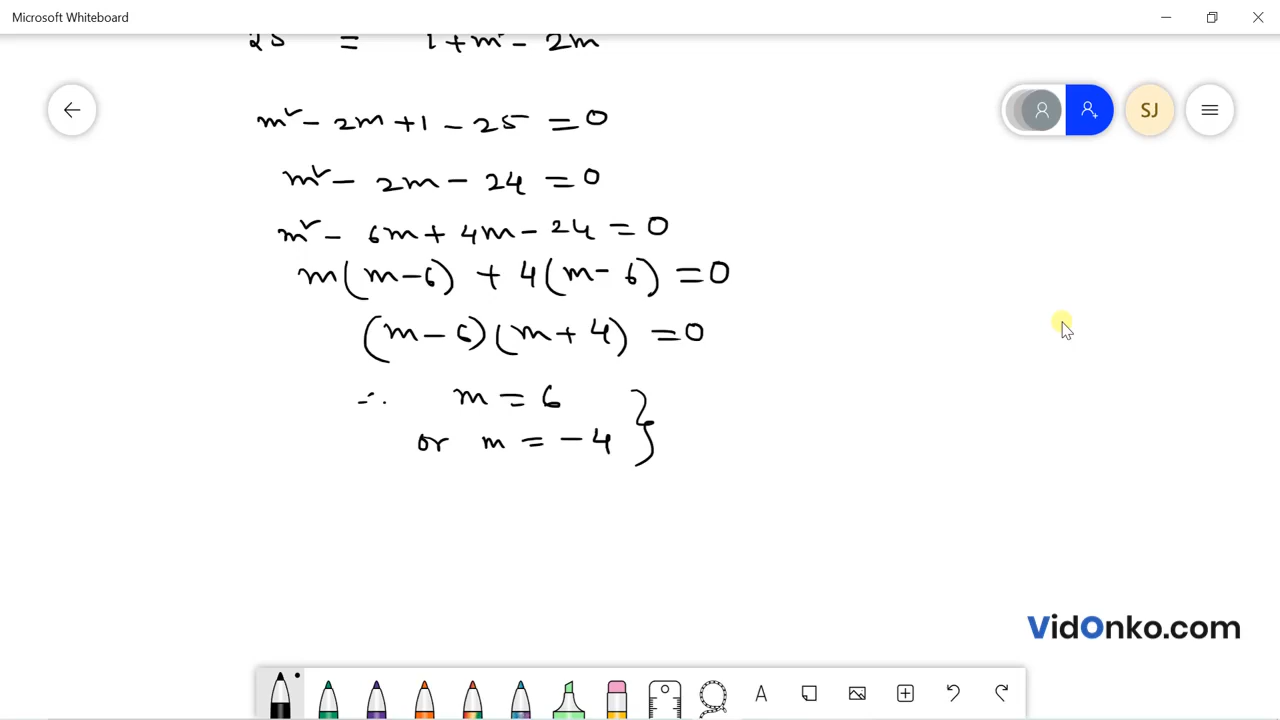 Microsoft Whiteboard
25 = 1 + m² - 2m
m² - 2m + 1 - 25 = 0
SJ
m² - 2m - 24 = 0
m² - 6m + 4m - 24 = 0
m(m - 6) + 4(m - 6) = 0
(m - 6)(m + 4) = 0
∴ m = 6
or m = -4 }
VidOnko.com
A